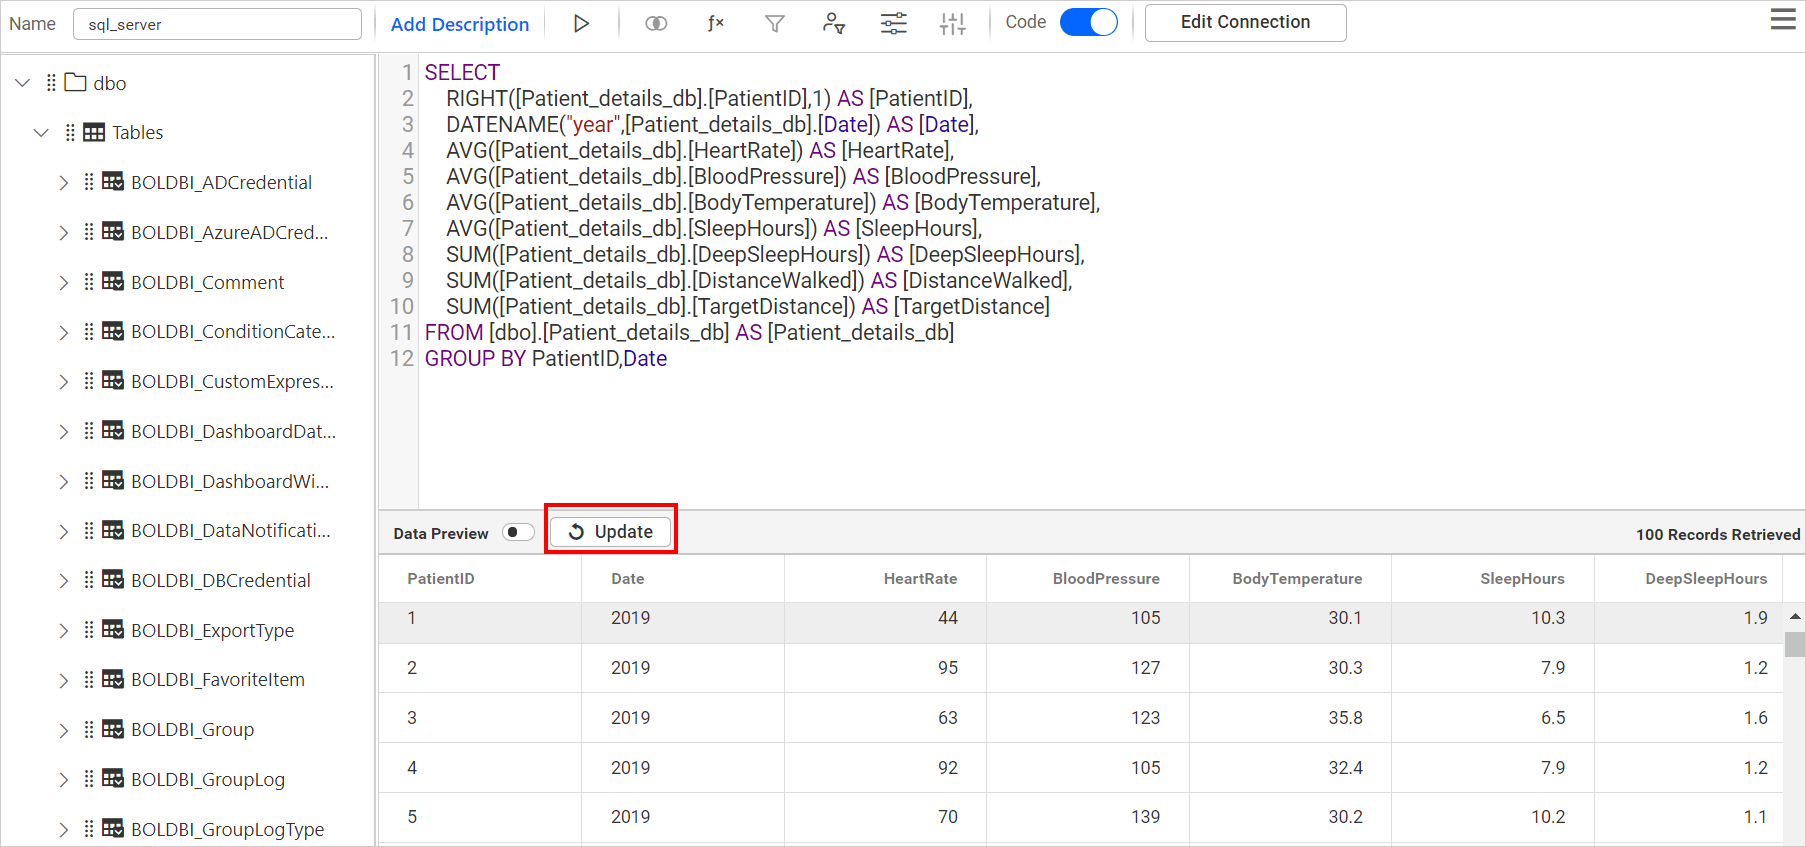 Name sql_server Add Description ƒx Code Edit Connection
dbo
Tables
BOLDBI_ADCredential
BOLDBI_AzureADCred...
BOLDBI_Comment
BOLDBI_ConditionCate...
BOLDBI_CustomExpres...
BOLDBI_DashboardDat...
BOLDBI_DashboardWi...
BOLDBI_DataNotificati...
BOLDBI_DBCredential
BOLDBI_ExportType
BOLDBI_FavoriteItem
BOLDBI_Group
BOLDBI_GroupLog
BOLDBI_GroupLogType
1 SELECT
2 RIGHT([Patient_details_db].[PatientID],1) AS [PatientID],
3 DATENAME("year",[Patient_details_db].[Date]) AS [Date],
4 AVG([Patient_details_db].[HeartRate]) AS [HeartRate],
5 AVG([Patient_details_db].[BloodPressure]) AS [BloodPressure],
6 AVG([Patient_details_db].[BodyTemperature]) AS [BodyTemperature],
7 AVG([Patient_details_db].[SleepHours]) AS [SleepHours],
8 SUM([Patient_details_db].[DeepSleepHours]) AS [DeepSleepHours],
9 SUM([Patient_details_db].[DistanceWalked]) AS [DistanceWalked],
10 SUM([Patient_details_db].[TargetDistance]) AS [TargetDistance]
11 FROM [dbo].[Patient_details_db] AS [Patient_details_db]
12 GROUP BY PatientID,Date
Data Preview Update 100 Records Retrieved
PatientID Date HeartRate BloodPressure BodyTemperature SleepHours DeepSleepHours
1 2019 44 105 30.1 10.3 1.9
2 2019 95 127 30.3 7.9 1.2
3 2019 63 123 35.8 6.5 1.6
4 2019 92 105 32.4 7.9 1.2
5 2019 70 139 30.2 10.2 1.1